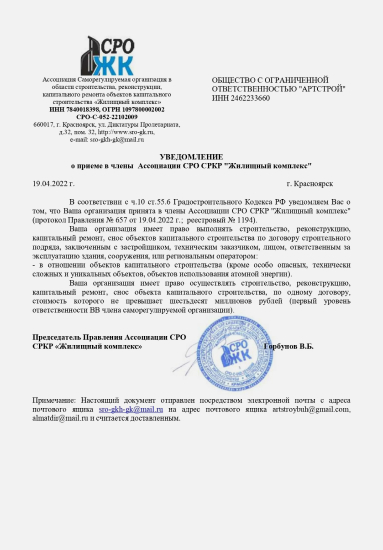 СРО
ЖК
Ассоциация Саморегулируемая организация в
области строительства, реконструкции,
капитального ремонта объектов капитального
строительства «Жилищный комплекс»
ИНН 7840018398, ОГРН 1097800002002
СРО-С-052-22102009
660017, г. Красноярск, ул. Диктатуры Пролетариата,
д.32, пом. 32, http://www.sro-gk.ru,
e-mail: sro-gkh-gk@mail.ru
ОБЩЕСТВО С ОГРАНИЧЕННОЙ
ОТВЕТСТВЕННОСТЬЮ "АРТСТРОЙ"
ИНН 2462233660
УВЕДОМЛЕНИЕ
о приеме в члены Ассоциации СРО СРКР "Жилищный комплекс"
19.04.2022 г. г. Красноярск
В соответствии с ч.10 ст.55.6 Градостроительного Кодекса РФ уведомляем Вас о
том, что Ваша организация принята в члены Ассоциации СРО СРКР "Жилищный комплекс"
(протокол Правления № 657 от 19.04.2022 г.; реестровый № 1194).
Ваша организация имеет право выполнять строительство, реконструкцию,
капитальный ремонт, снос объектов капитального строительства по договору строительного
подряда, заключенным с застройщиком, техническим заказчиком, лицом, ответственным за
эксплуатацию здания, сооружения, или региональным оператором:
- в отношении объектов капитального строительства (кроме особо опасных, технически
сложных и уникальных объектов, объектов использования атомной энергии).
Ваша организация имеет право осуществлять строительство, реконструкцию,
капитальный ремонт, снос объекта капитального строительства, по одному договору,
стоимость которого не превышает шестьдесят миллионов рублей (первый уровень
ответственности ВВ члена саморегулируемой организации).
Председатель Правления Ассоциации СРО
СРКР «Жилищный комплекс» Горбунов В.Б.
СРО
ЖК
Примечание: Настоящий документ отправлен посредством электронной почты с адреса
почтового ящика sro-gkh-gk@mail.ru на адрес почтового ящика artstroybuh@gmail.com,
almatdir@mail.ru и считается доставленным.